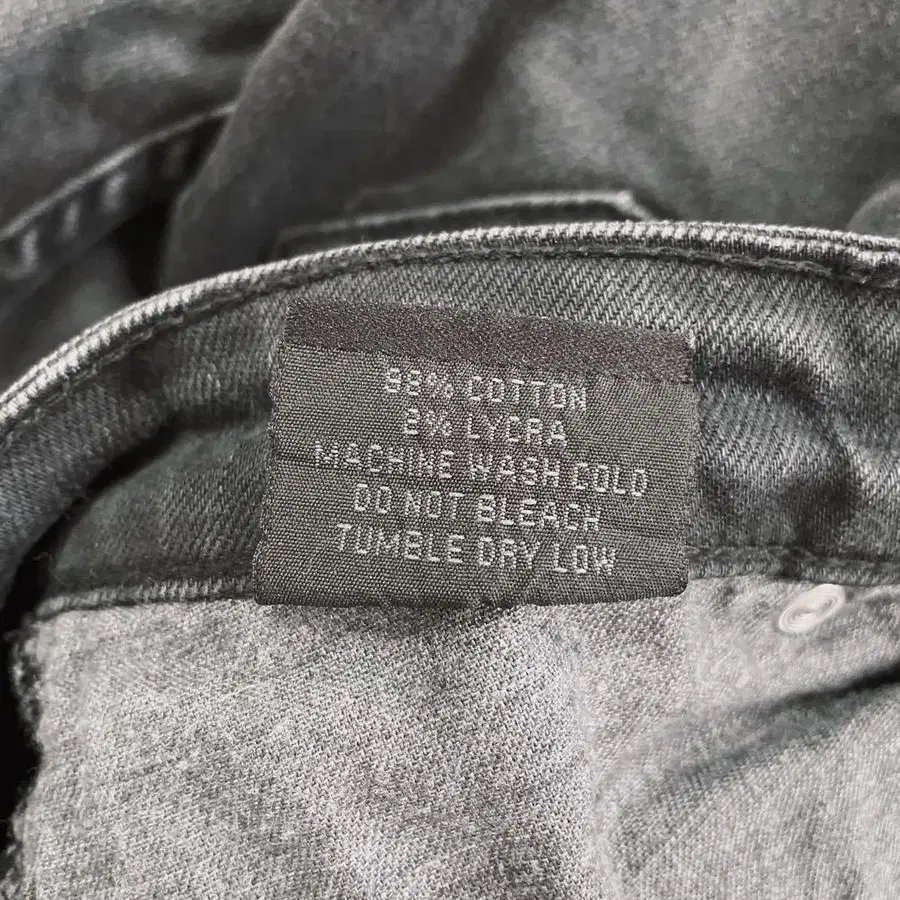 98% COTTON
2% LYCRA
MACHINE WASH COLD
DO NOT BLEACH
TUMBLE DRY LOW